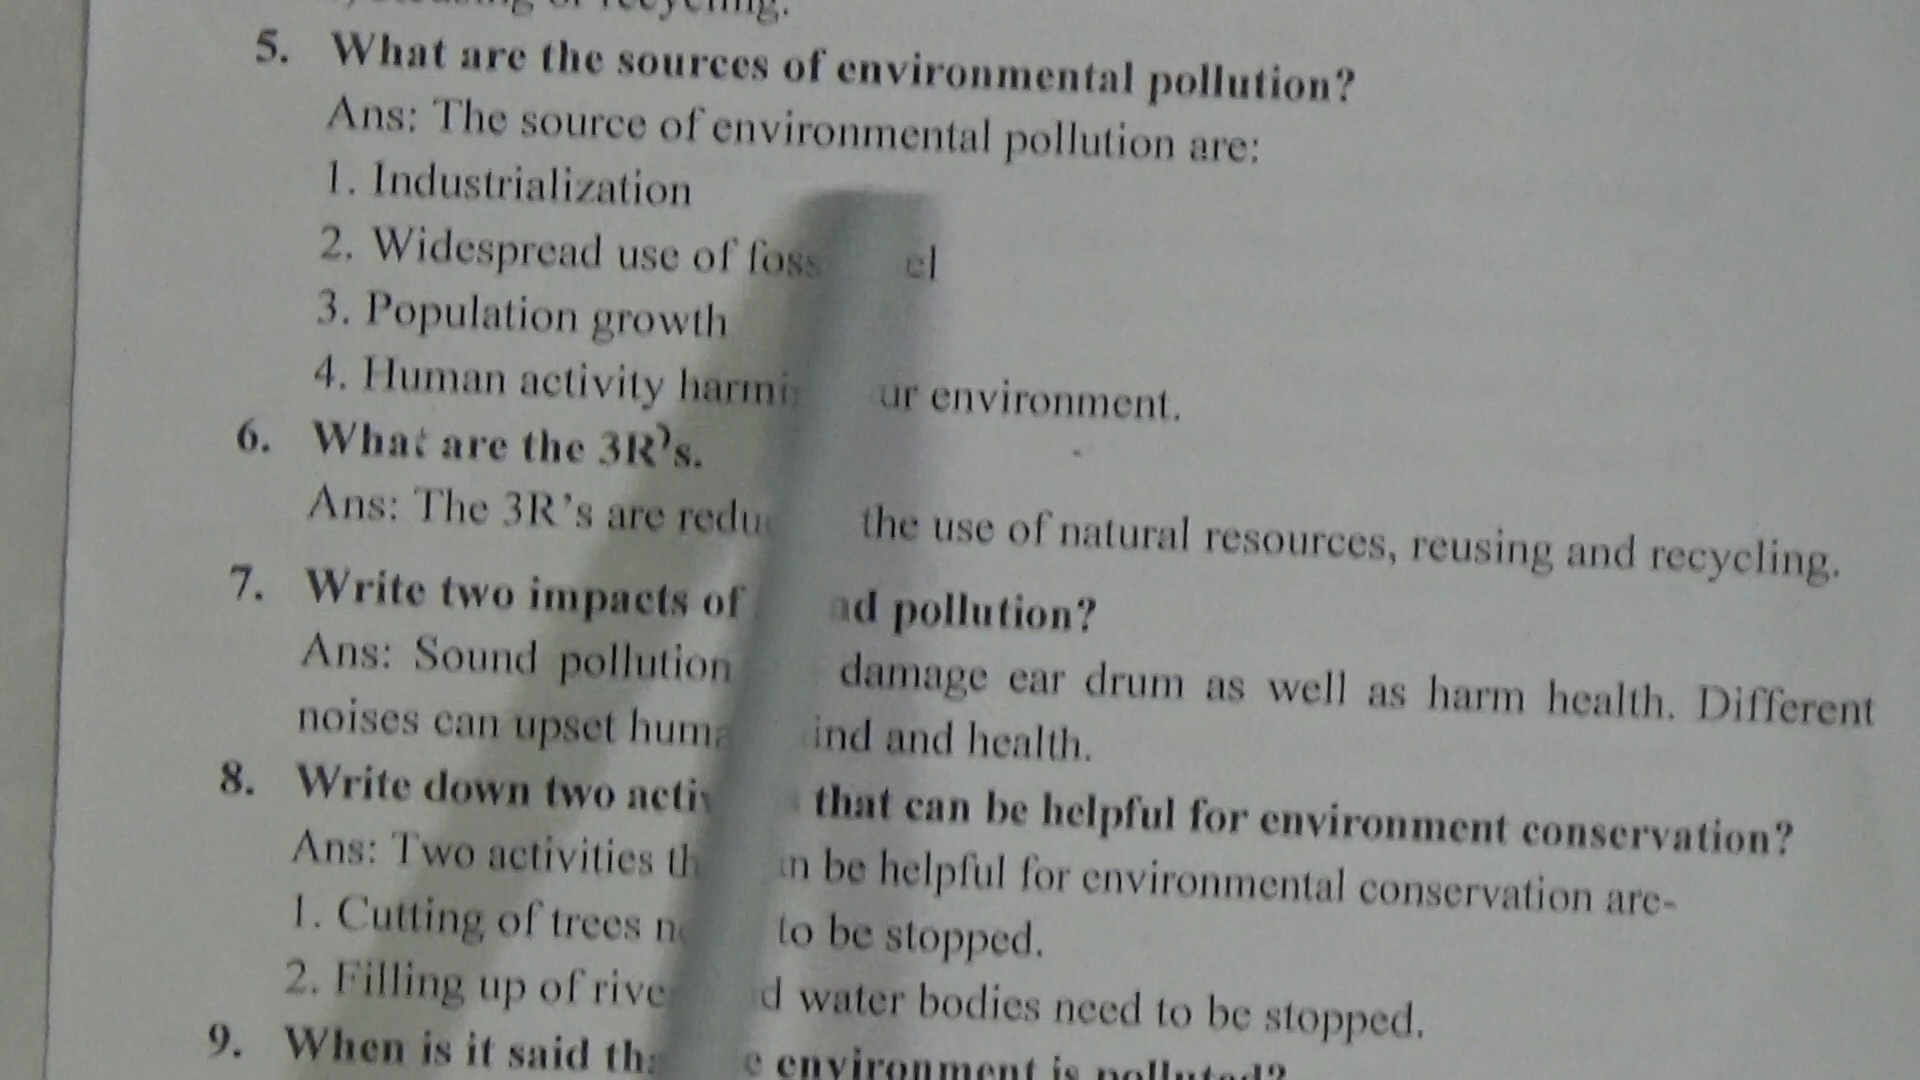 recycling.
5. What are the sources of environmental pollution?
Ans: The source of environmental pollution are:
1. Industrialization
2. Widespread use of
3. Population growth
4. Human activity environment.
6. What are the 3R's.
Ans: The 3R's are the use of natural resources, reusing and recycling.
7. Write two impacts of pollution?
Ans: Sound pollution damage ear drum as well as harm health. Different
noises can upset and health.
8. Write down two that can be helpful for environment conservation?
Ans: Two activities be helpful for environmental conservation are-
1. Cutting of trees to be stopped.
2. Filling up of water bodies need to be stopped.
9. When is it said environment is polluted?